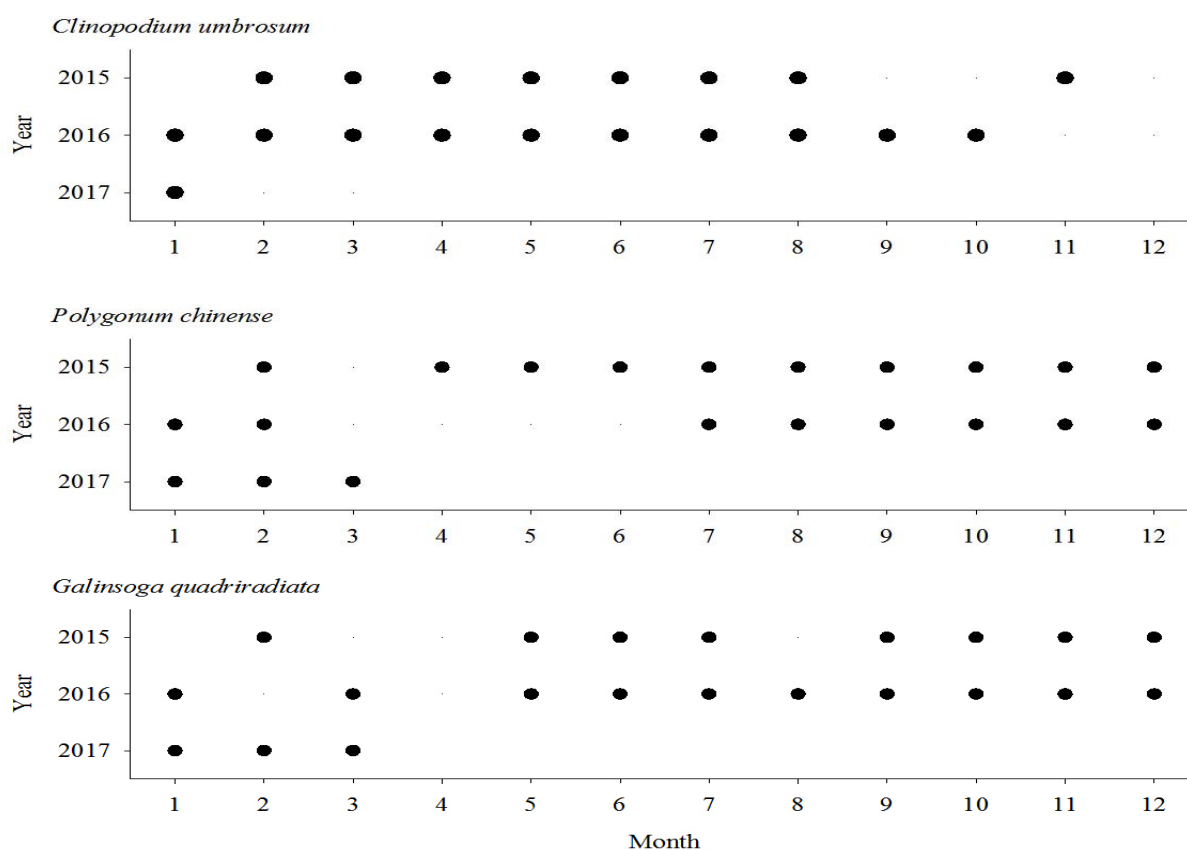 Clinopodium umbrosum
Year
2015
2016
2017
1 2 3 4 5 6 7 8 9 10 11 12
Polygonum chinense
Year
2015
2016
2017
1 2 3 4 5 6 7 8 9 10 11 12
Galinsoga quadriradiata
Year
2015
2016
2017
1 2 3 4 5 6 7 8 9 10 11 12
Month